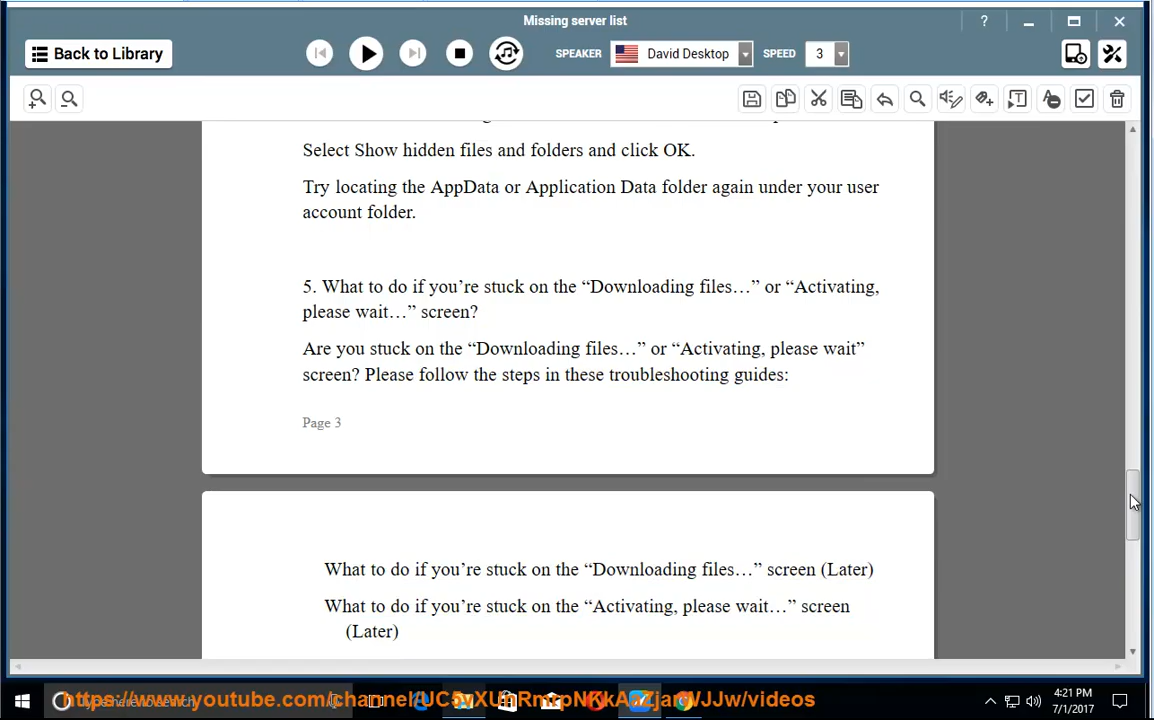 Missing server list
?
Back to Library
SPEAKER
David Desktop
SPEED
3
Select Show hidden files and folders and click OK.
Try locating the AppData or Application Data folder again under your user
account folder.
5. What to do if you’re stuck on the “Downloading files…” or “Activating,
please wait…” screen?
Are you stuck on the “Downloading files…” or “Activating, please wait”
screen? Please follow the steps in these troubleshooting guides:
Page 3
What to do if you’re stuck on the “Downloading files…” screen (Later)
What to do if you’re stuck on the “Activating, please wait…” screen
(Later)
4:21 PM
7/1/2017